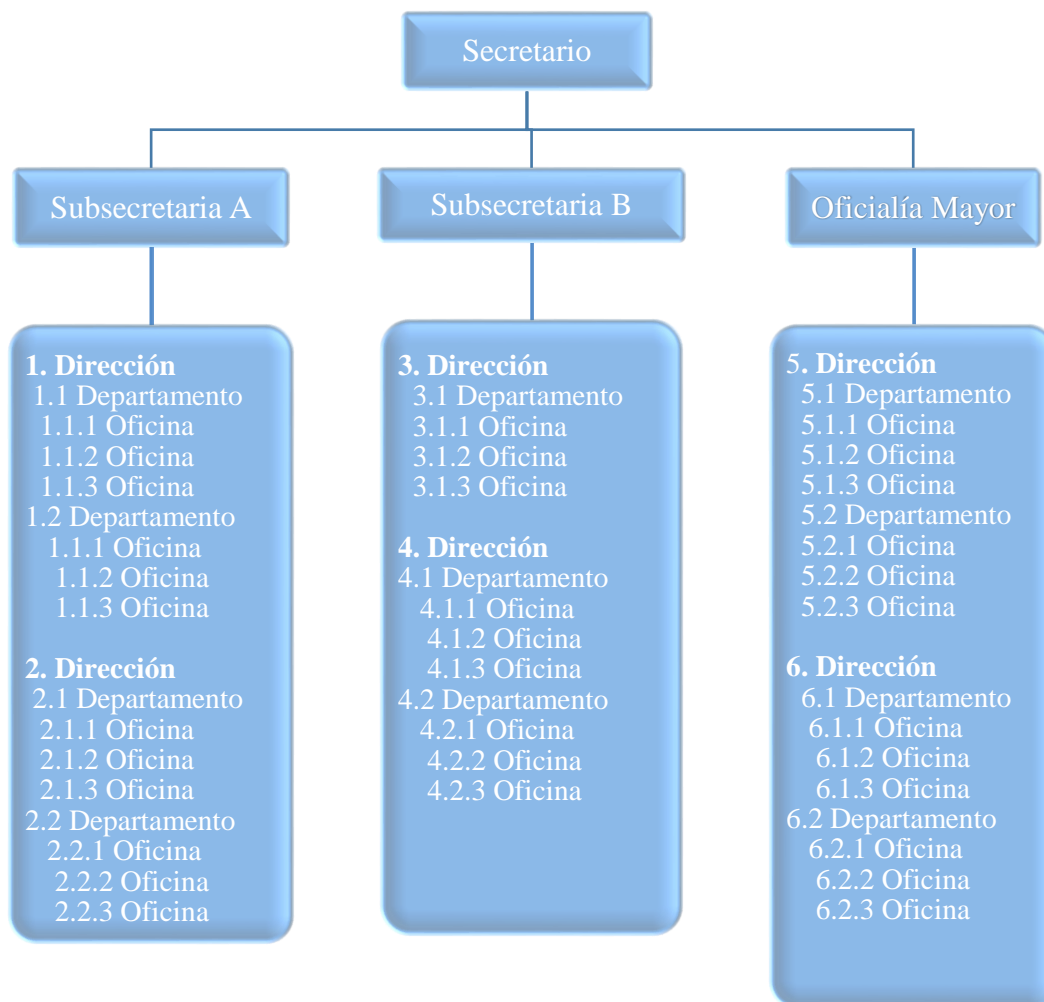 Secretario
Subsecretaria A
Subsecretaria B
Oficialía Mayor
1. Dirección
1.1 Departamento
1.1.1 Oficina
1.1.2 Oficina
1.1.3 Oficina
1.2 Departamento
1.1.1 Oficina
1.1.2 Oficina
1.1.3 Oficina
2. Dirección
2.1 Departamento
2.1.1 Oficina
2.1.2 Oficina
2.1.3 Oficina
2.2 Departamento
2.2.1 Oficina
2.2.2 Oficina
2.2.3 Oficina
3. Dirección
3.1 Departamento
3.1.1 Oficina
3.1.2 Oficina
3.1.3 Oficina
4. Dirección
4.1 Departamento
4.1.1 Oficina
4.1.2 Oficina
4.1.3 Oficina
4.2 Departamento
4.2.1 Oficina
4.2.2 Oficina
4.2.3 Oficina
5. Dirección
5.1 Departamento
5.1.1 Oficina
5.1.2 Oficina
5.1.3 Oficina
5.2 Departamento
5.2.1 Oficina
5.2.2 Oficina
5.2.3 Oficina
6. Dirección
6.1 Departamento
6.1.1 Oficina
6.1.2 Oficina
6.1.3 Oficina
6.2 Departamento
6.2.1 Oficina
6.2.2 Oficina
6.2.3 Oficina